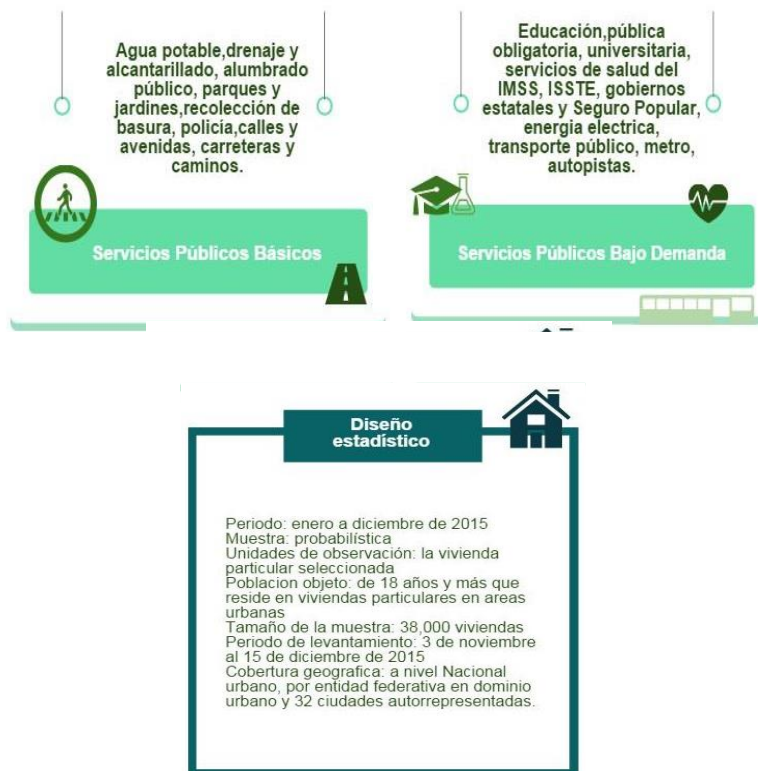 Agua potable,drenaje y
alcantarillado, alumbrado
público, parques y
jardines,recolección de
basura, policía,calles y
avenidas, carreteras y
caminos.
Servicios Públicos Básicos
Educación,pública
obligatoria, universitaria,
servicios de salud del
IMSS, ISSTE, gobiernos
estatales y Seguro Popular,
energia electrica,
transporte público, metro,
autopistas.
Servicios Públicos Bajo Demanda
Diseño
estadístico
Periodo: enero a diciembre de 2015
Muestra: probabilística
Unidades de observación: la vivienda
particular seleccionada
Poblacion objeto: de 18 años y más que
reside en viviendas particulares en areas
urbanas
Tamaño de la muestra: 38,000 viviendas
Periodo de levantamiento: 3 de noviembre
al 15 de diciembre de 2015
Cobertura geografica: a nivel Nacional
urbano, por entidad federativa en dominio
urbano y 32 ciudades autorrepresentadas.